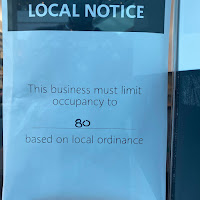 LOCAL NOTICE
This business must limit
occupancy to
80
based on local ordinance